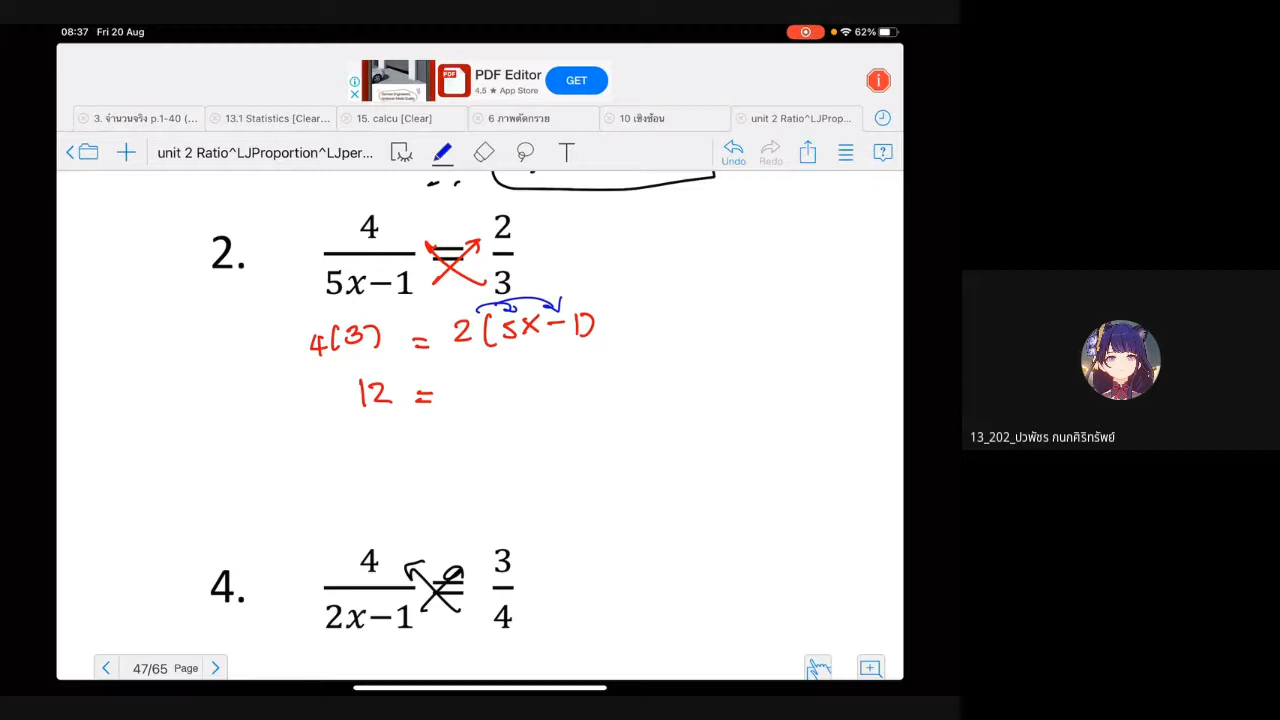 08:37 Fri 20 Aug 62%
PDF Editor
4.5 ★ App Store
GET
3. จำนวนจริง p.1-40 (...
13.1 Statistics [Clear...
15. calcu [Clear]
6 ภาพตัดกรวย
10 เชิงซ้อน
unit 2 Ratio^LJProp...
unit 2 Ratio^LJProportion^LJper...
T
Undo
Redo
2. 4/(5x−1) = 2/3
4(3) = 2(5x−1)
12 =
4. 4/(2x−1) = 3/4
47/65 Page
13_202_ปวพัชร กนกศิริทรัพย์